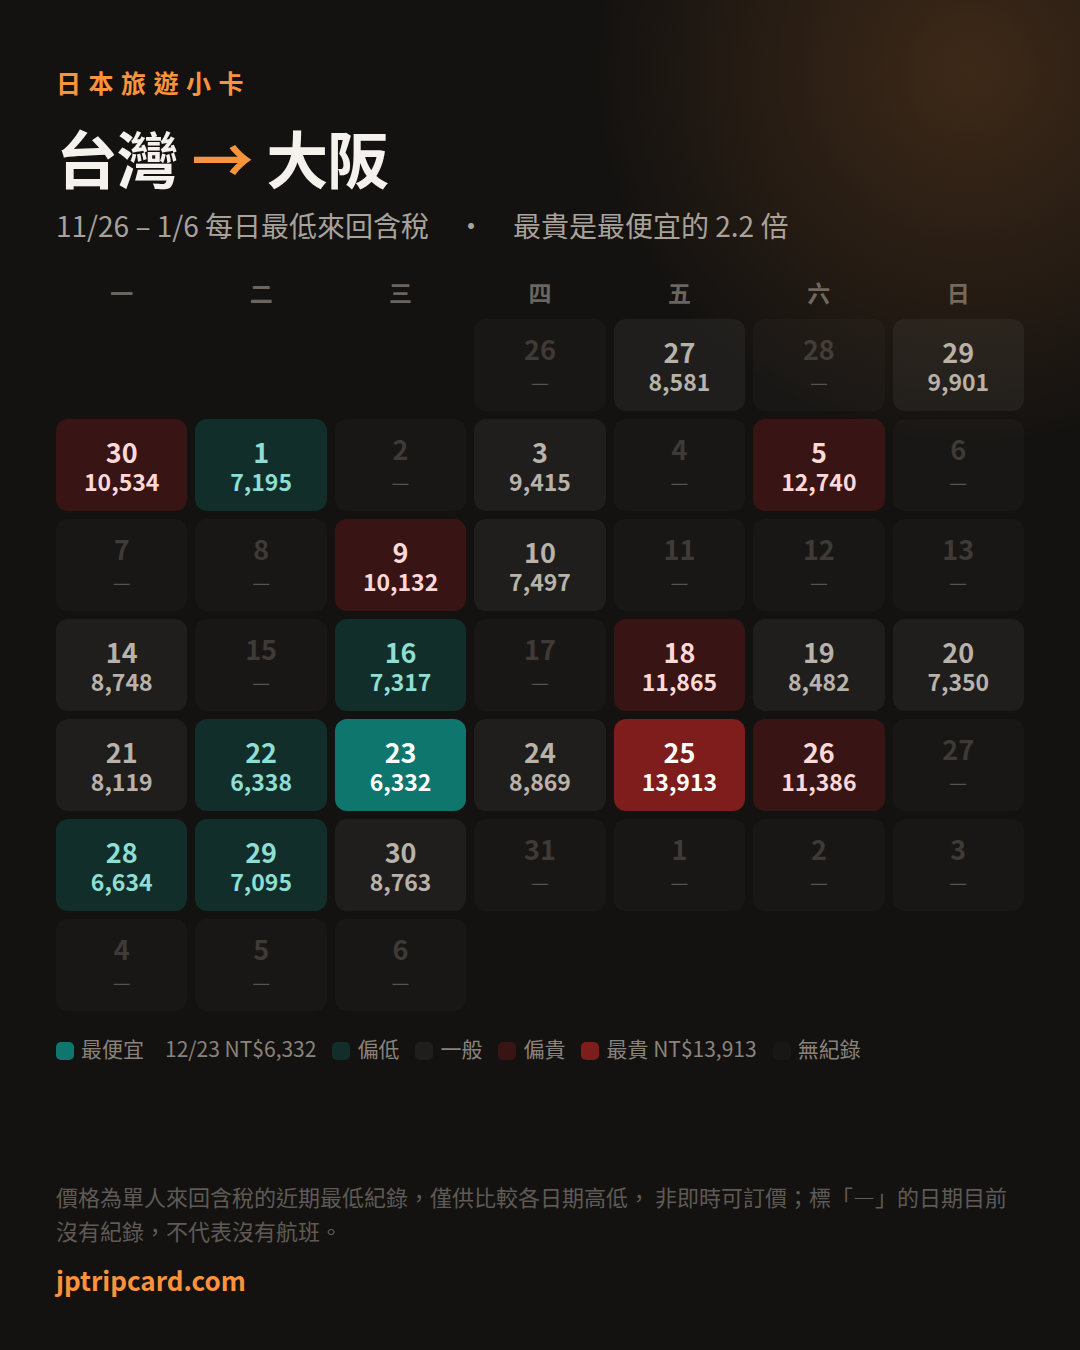 日本旅遊小卡
台灣 → 大阪
11/26 – 1/6 每日最低來回含稅 ・ 最貴是最便宜的 2.2 倍
一 二 三 四 五 六 日
26 27 28 29
— 8,581 — 9,901
30 1 2 3 4 5 6
10,534 7,195 — 9,415 — 12,740 —
7 8 9 10 11 12 13
— — 10,132 7,497 — — —
14 15 16 17 18 19 20
8,748 — 7,317 — 11,865 8,482 7,350
21 22 23 24 25 26 27
8,119 6,338 6,332 8,869 13,913 11,386 —
28 29 30 31 1 2 3
6,634 7,095 8,763 — — — —
4 5 6
— — —
最便宜 12/23 NT$6,332 偏低 一般 偏貴 最貴 NT$13,913 無紀錄
價格為單人來回含稅的近期最低紀錄，僅供比較各日期高低， 非即時可訂價；標「—」的日期目前
沒有紀錄，不代表沒有航班。
jptripcard.com